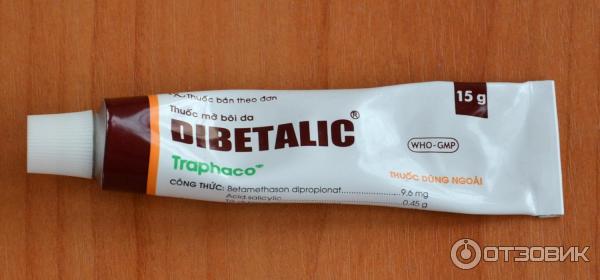 Thuốc bán theo đơn
15 g
Thuốc mỡ bôi da
DIBETALIC®
WHO-GMP
Traphaco
THUỐC DÙNG NGOÀI
CÔNG THỨC: Betamethason dipropionat....................9,6 mg
Acid salicylic....................0,45 g
ОТЗОВИК